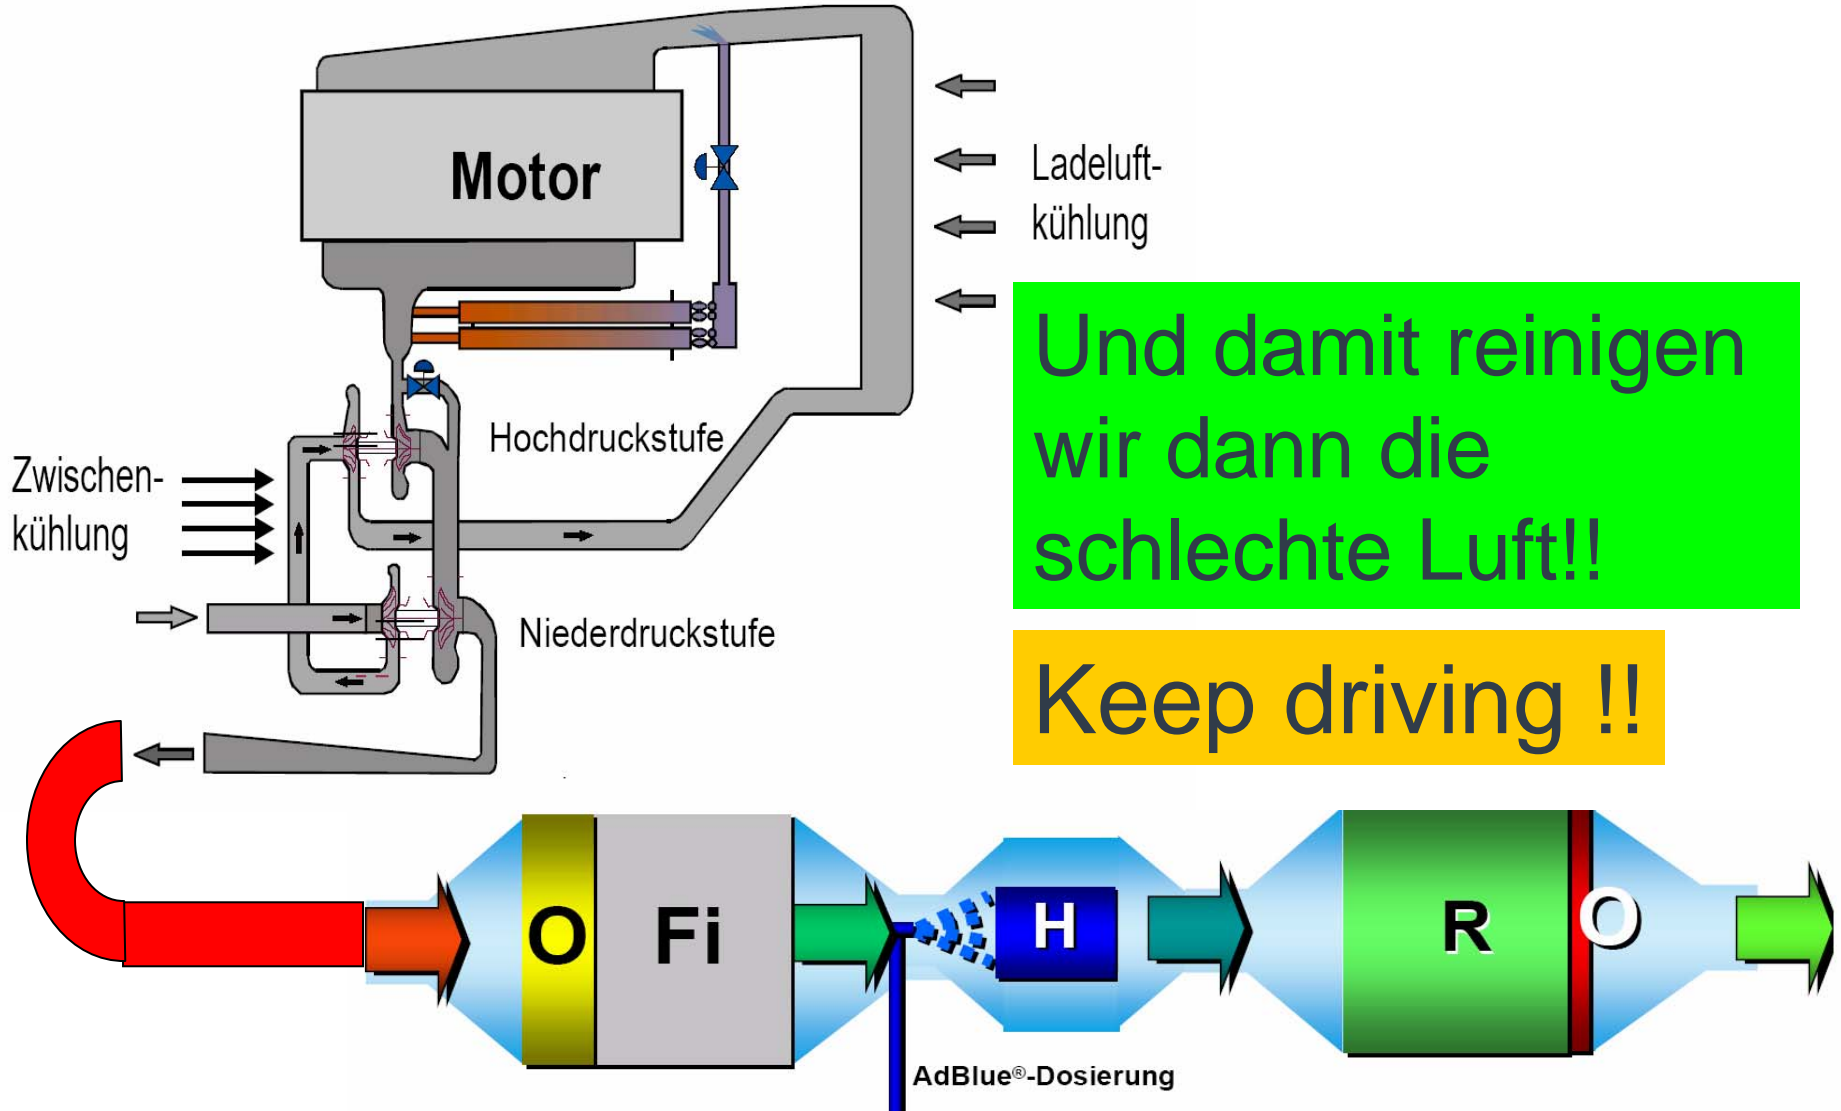 Motor
Ladeluft-
kühlung
Und damit reinigen
wir dann die
schlechte Luft!!
Hochdruckstufe
Zwischen-
kühlung
Niederdruckstufe
Keep driving !!
O Fi H R O
AdBlue®-Dosierung